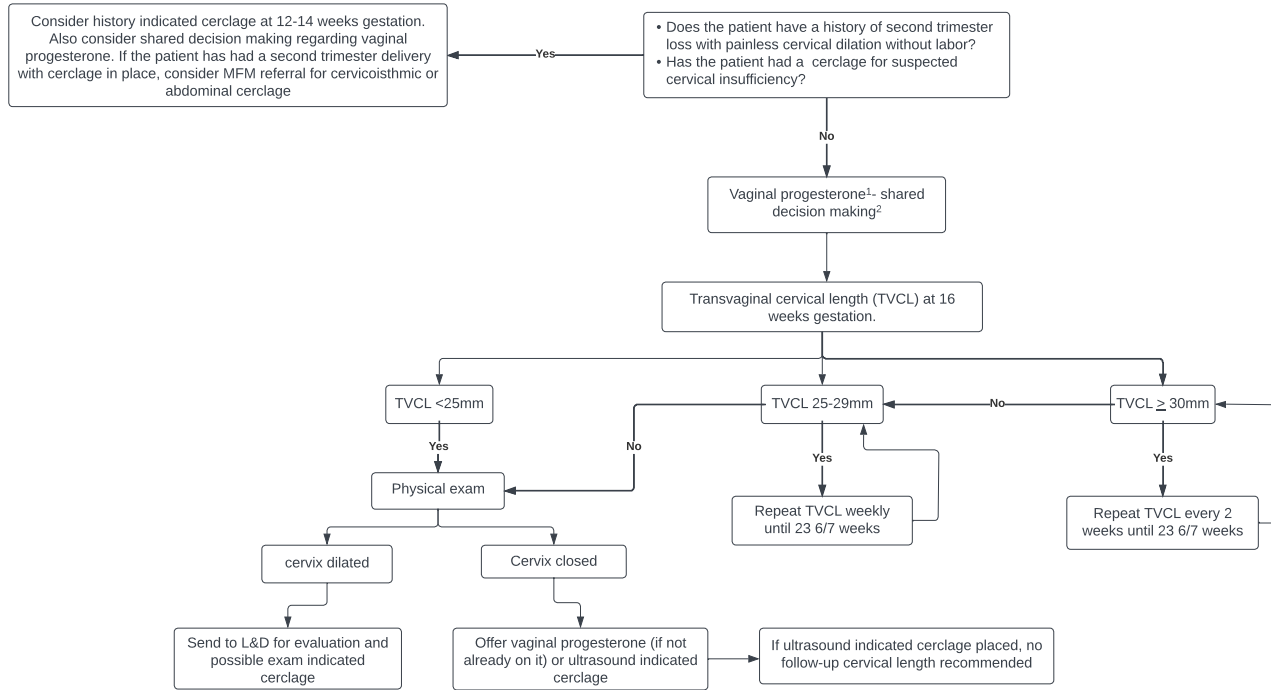 Consider history indicated cerclage at 12-14 weeks gestation.
Also consider shared decision making regarding vaginal
progesterone. If the patient has had a second trimester delivery
with cerclage in place, consider MFM referral for cervicoisthmic or
abdominal cerclage
Yes
• Does the patient have a history of second trimester
loss with painless cervical dilation without labor?
• Has the patient had a cerclage for suspected
cervical insufficiency?
No
Vaginal progesterone¹- shared
decision making²
Transvaginal cervical length (TVCL) at 16
weeks gestation.
TVCL <25mm
TVCL 25-29mm
No
TVCL ≥ 30mm
Yes
No
Yes
Yes
Physical exam
Repeat TVCL weekly
until 23 6/7 weeks
Repeat TVCL every 2
weeks until 23 6/7 weeks
cervix dilated
Cervix closed
Send to L&D for evaluation and
possible exam indicated
cerclage
Offer vaginal progesterone (if not
already on it) or ultrasound indicated
cerclage
If ultrasound indicated cerclage placed, no
follow-up cervical length recommended